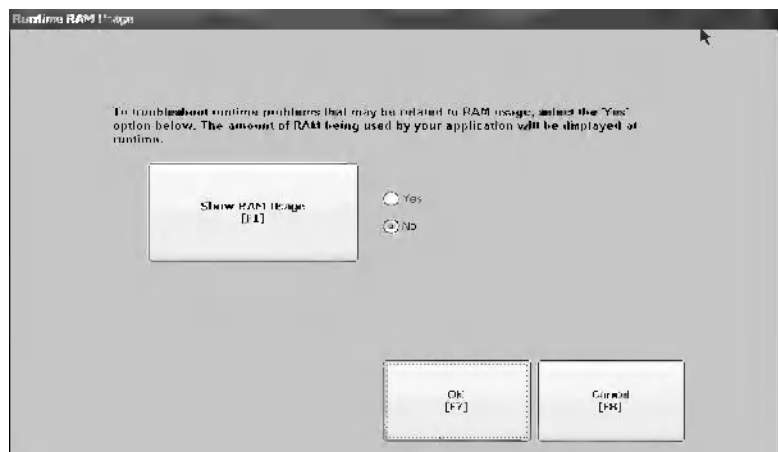 Runtime RAM Usage
To troubleshoot runtime problems that may be related to RAM usage, select the 'Yes'
option below. The amount of RAM being used by your application will be displayed at
runtime.
Show RAM Usage
[F1]
Yes
No
OK
[F7]
Cancel
[F8]